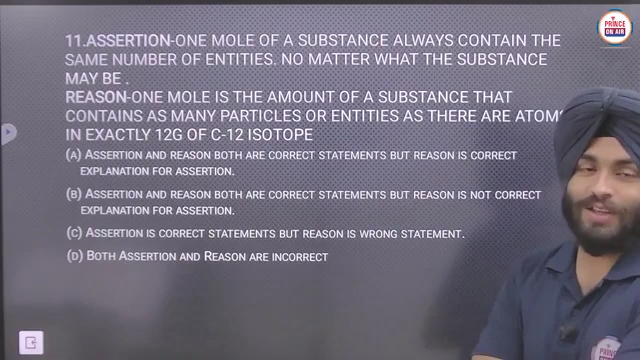 PRINCE
ON AIR
11.ASSERTION-ONE MOLE OF A SUBSTANCE ALWAYS CONTAIN THE
SAME NUMBER OF ENTITIES. NO MATTER WHAT THE SUBSTANCE
MAY BE .
REASON-ONE MOLE IS THE AMOUNT OF A SUBSTANCE THAT
CONTAINS AS MANY PARTICLES OR ENTITIES AS THERE ARE ATOMS
IN EXACTLY 12G OF C-12 ISOTOPE
(A) ASSERTION AND REASON BOTH ARE CORRECT STATEMENTS BUT REASON IS CORRECT
EXPLANATION FOR ASSERTION.
(B) ASSERTION AND REASON BOTH ARE CORRECT STATEMENTS BUT REASON IS NOT CORRECT
EXPLANATION FOR ASSERTION.
(C) ASSERTION IS CORRECT STATEMENTS BUT REASON IS WRONG STATEMENT.
(D) BOTH ASSERTION AND REASON ARE INCORRECT
PRINCE